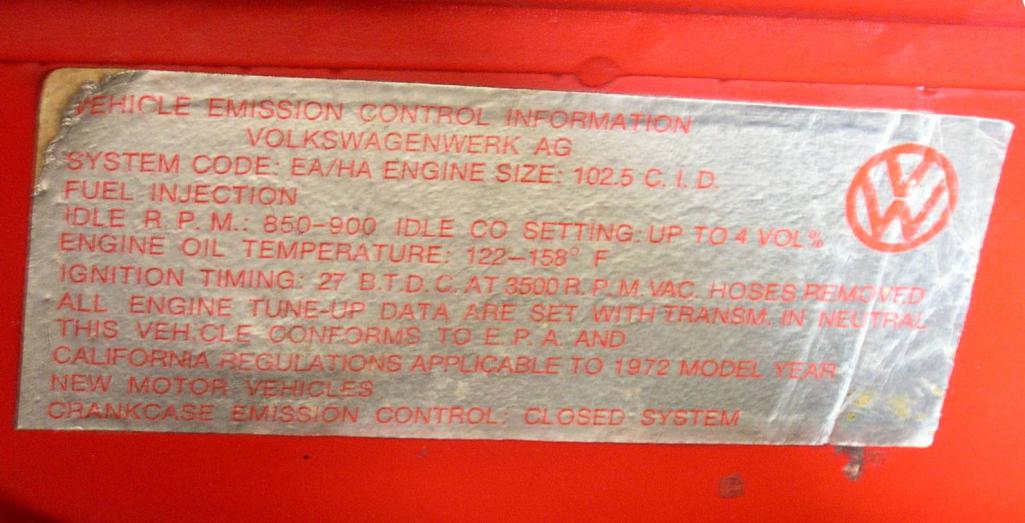 VEHICLE EMISSION CONTROL INFORMATION
VOLKSWAGENWERK AG
SYSTEM CODE: EA/HA ENGINE SIZE: 102.5 C. I. D.
FUEL INJECTION
IDLE R. P. M.: 850-900 IDLE CO SETTING: UP TO 4 VOL%
ENGINE OIL TEMPERATURE: 122-158° F
IGNITION TIMING: 27 B.T.D.C. AT 3500 R. P. M. VAC. HOSES REMOVED
ALL ENGINE TUNE-UP DATA ARE SET WITH TRANSM. IN NEUTRAL
THIS VEHICLE CONFORMS TO E. P. A. AND
CALIFORNIA REGULATIONS APPLICABLE TO 1972 MODEL YEAR
NEW MOTOR VEHICLES
CRANKCASE EMISSION CONTROL: CLOSED SYSTEM
VW